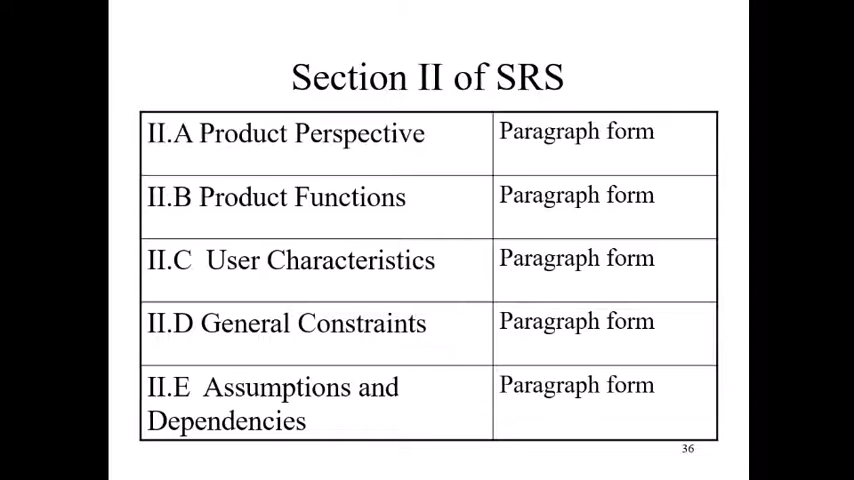 Section II of SRS
II.A Product Perspective
Paragraph form
II.B Product Functions
Paragraph form
II.C User Characteristics
Paragraph form
II.D General Constraints
Paragraph form
II.E Assumptions and
Dependencies
Paragraph form
36